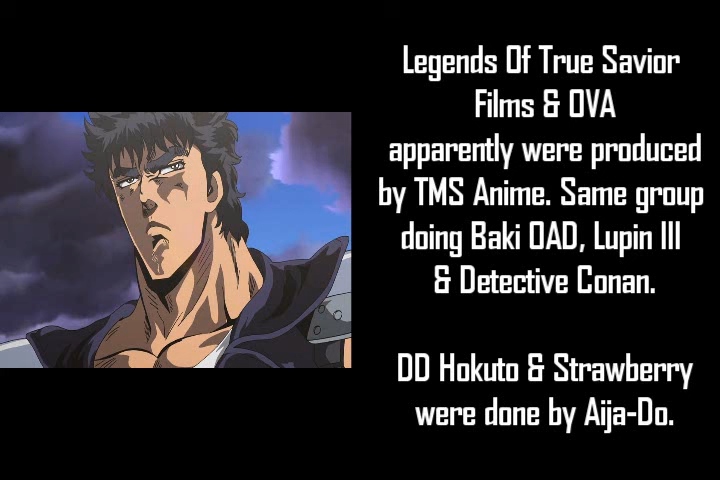 Legends Of True Savior
Films & OVA
apparently were produced
by TMS Anime. Same group
doing Baki OAD, Lupin III
& Detective Conan.
DD Hokuto & Strawberry
were done by Aija-Do.